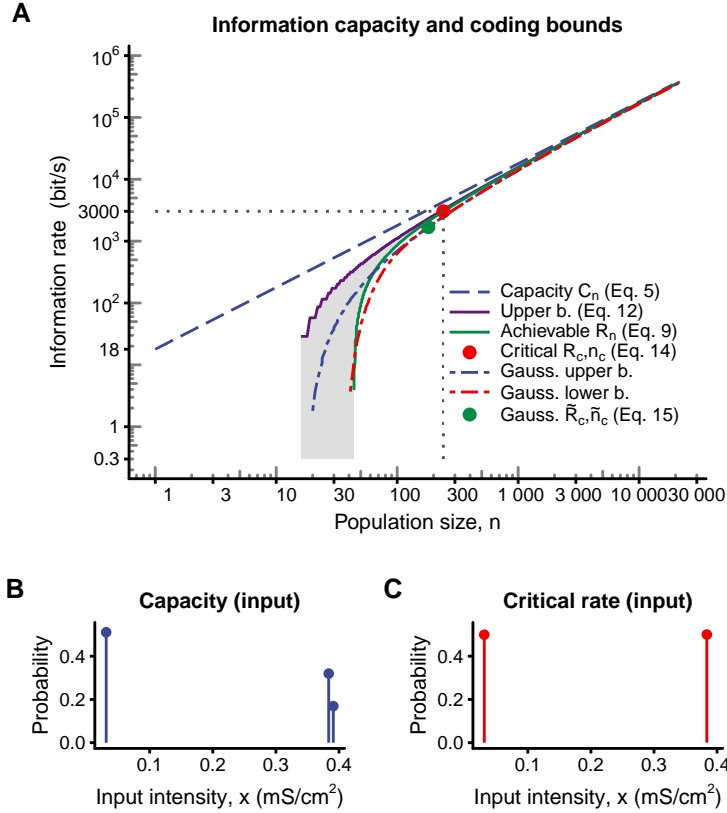 A
Information capacity and coding bounds
Information rate (bit/s)
10^6
10^5
10^4
3000
10^3
10^2
18
1
0.3
Capacity C_n (Eq. 5)
Upper b. (Eq. 12)
Achievable R_n (Eq. 9)
Critical R_c,n_c (Eq. 14)
Gauss. upper b.
Gauss. lower b.
Gauss. R̃_c,ñ_c (Eq. 15)
1 3 10 30 100 300 1 000 3 000 10 000 30 000
Population size, n
B
Capacity (input)
Probability
0.4
0.2
0.0
0.1 0.2 0.3 0.4
Input intensity, x (mS/cm²)
C
Critical rate (input)
Probability
0.4
0.2
0.0
0.1 0.2 0.3 0.4
Input intensity, x (mS/cm²)